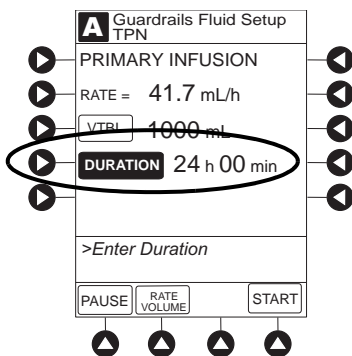 A Guardrails Fluid Setup
TPN
PRIMARY INFUSION
RATE = 41.7 mL/h
VTBI 1000 mL
DURATION 24 h 00 min
>Enter Duration
PAUSE RATE VOLUME START